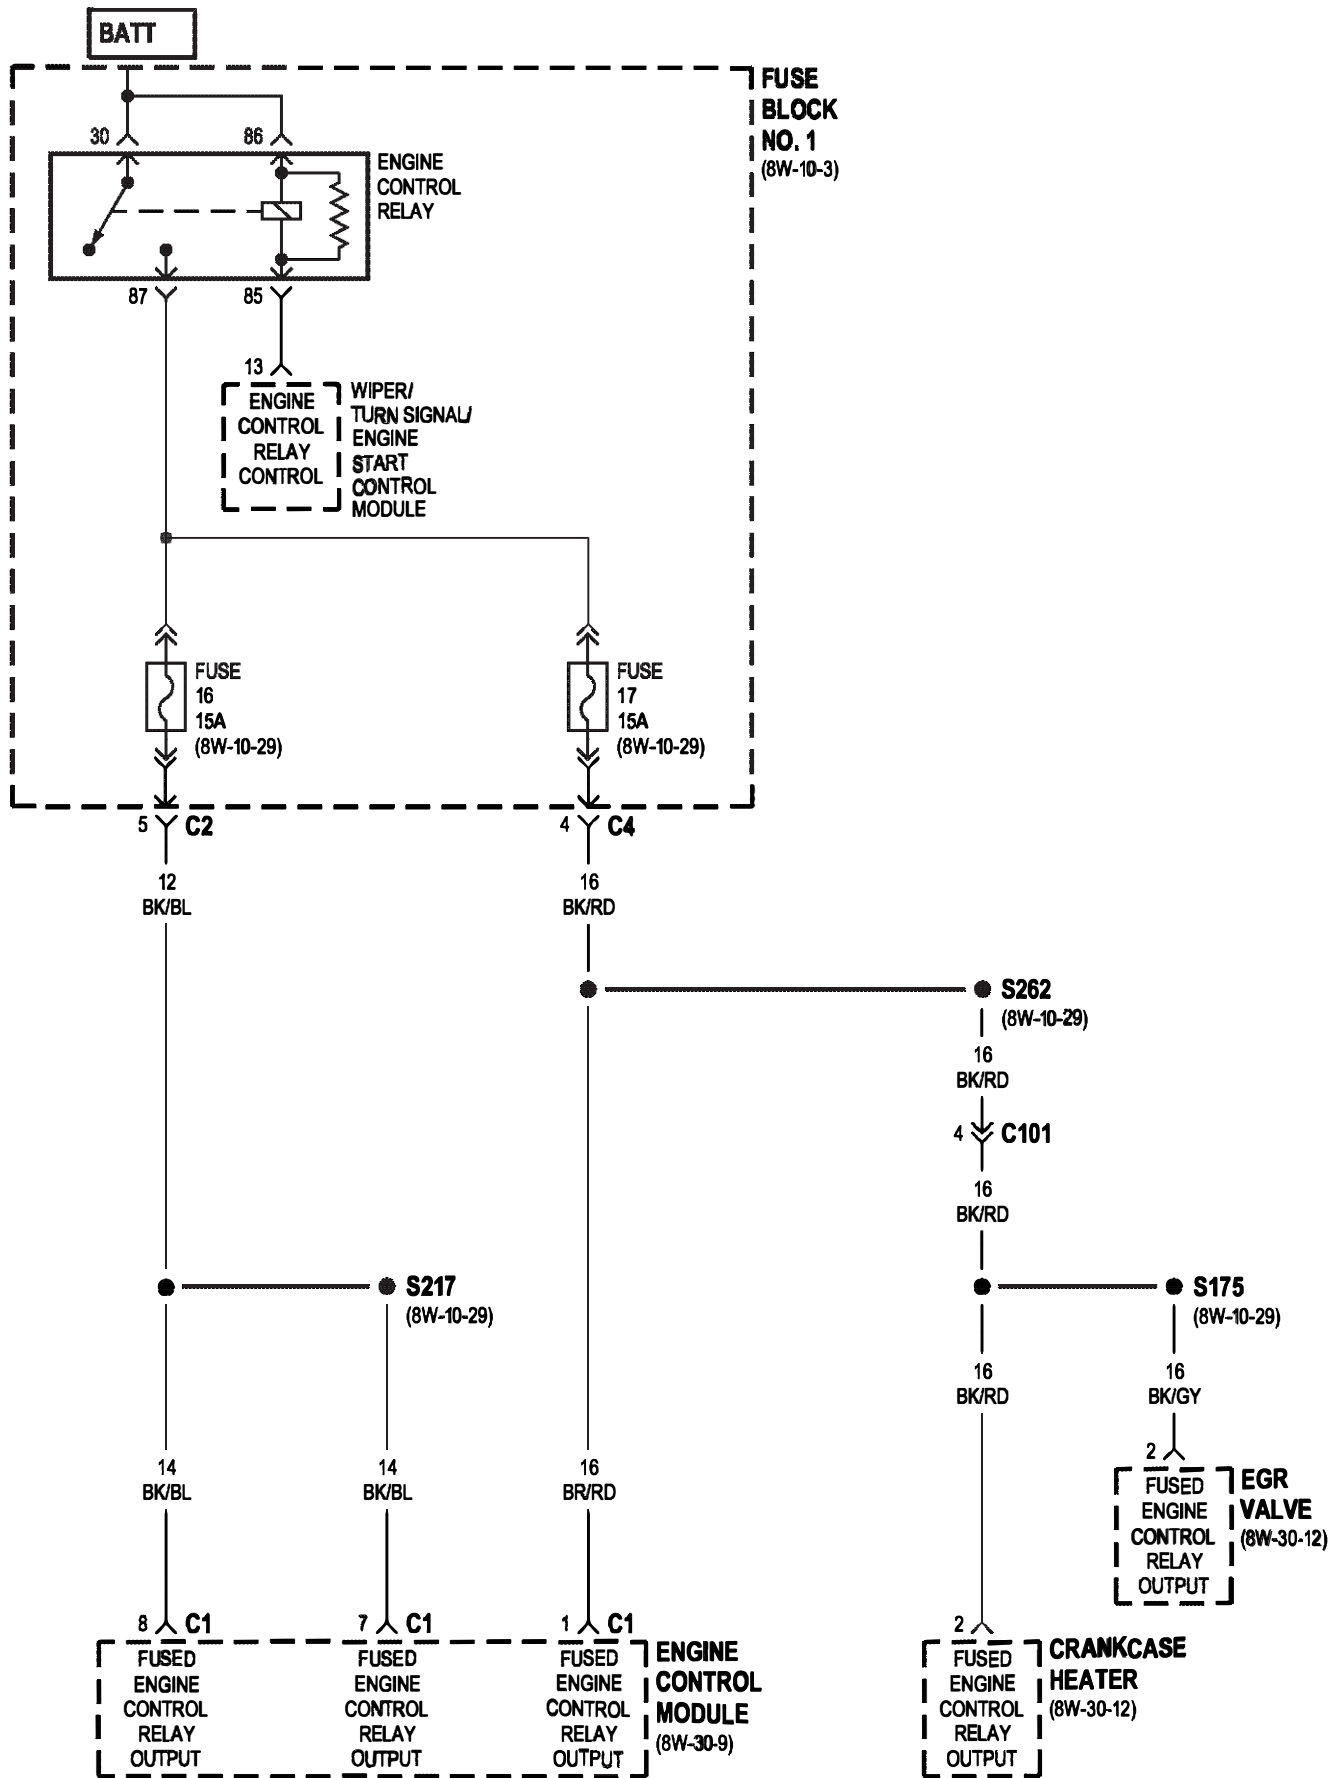 BATT
FUSE
BLOCK
NO. 1
(8W-10-3)
30
86
ENGINE
CONTROL
RELAY
87
85
13
ENGINE
CONTROL
RELAY
CONTROL
WIPER/
TURN SIGNAL/
ENGINE
START
CONTROL
MODULE
FUSE
16
15A
(8W-10-29)
FUSE
17
15A
(8W-10-29)
5
C2
4
C4
12
BK/BL
16
BK/RD
S262
(8W-10-29)
16
BK/RD
4
C101
16
BK/RD
S217
(8W-10-29)
S175
(8W-10-29)
16
BK/RD
16
BK/GY
14
BK/BL
14
BK/BL
16
BR/RD
2
FUSED
ENGINE
CONTROL
RELAY
OUTPUT
EGR
VALVE
(8W-30-12)
8
C1
7
C1
1
C1
2
FUSED
ENGINE
CONTROL
RELAY
OUTPUT
FUSED
ENGINE
CONTROL
RELAY
OUTPUT
FUSED
ENGINE
CONTROL
RELAY
OUTPUT
ENGINE
CONTROL
MODULE
(8W-30-9)
FUSED
ENGINE
CONTROL
RELAY
OUTPUT
CRANKCASE
HEATER
(8W-30-12)